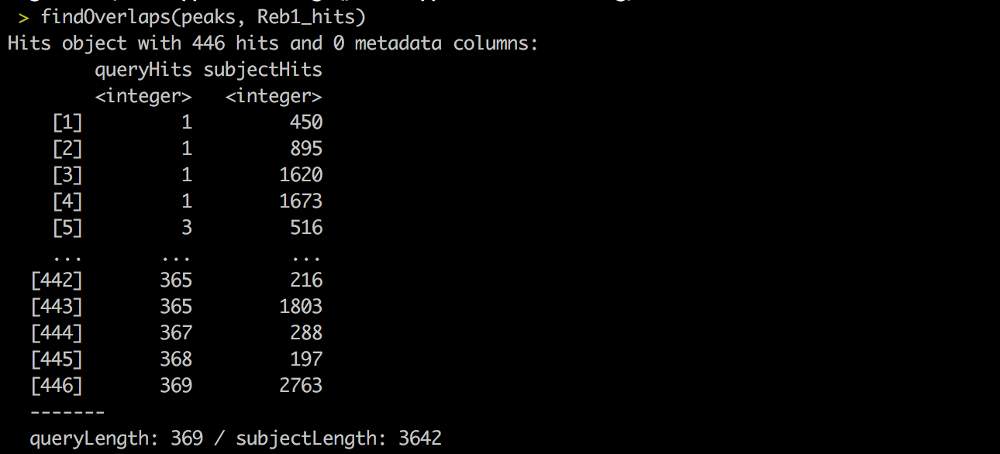 > findOverlaps(peaks, Reb1_hits)
Hits object with 446 hits and 0 metadata columns:
queryHits subjectHits
<integer> <integer>
[1] 1 450
[2] 1 895
[3] 1 1620
[4] 1 1673
[5] 3 516
... ... ...
[442] 365 216
[443] 365 1803
[444] 367 288
[445] 368 197
[446] 369 2763
-------
queryLength: 369 / subjectLength: 3642